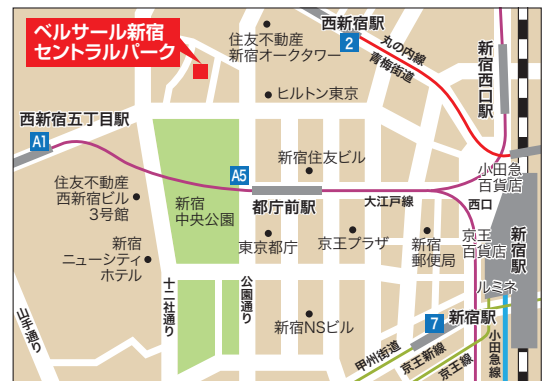 ベルサール新宿
セントラルパーク
住友不動産
新宿オークタワー
西新宿駅
2
丸の内線
青梅街道
新宿西口駅
ヒルトン東京
西新宿五丁目駅
A1
新宿住友ビル
A5
小田急
百貨店
住友不動産
西新宿ビル
3号館
新宿
中央公園
都庁前駅
大江戸線
西口
東京都庁
京王プラザ
新宿
郵便局
京王
百貨店
新宿駅
新宿
ニューシティ
ホテル
ルミネ
十二社通り
公園通り
山手通り
新宿NSビル
7
新宿駅
甲州街道
京王新線
京王線
小田急線